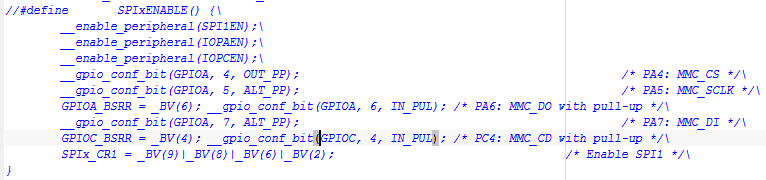 //#define SPIxENABLE() {\
__enable_peripheral(SPI1EN);\
__enable_peripheral(IOPAEN);\
__enable_peripheral(IOPCEN);\
__gpio_conf_bit(GPIOA, 4, OUT_PP); /* PA4: MMC_CS */\
__gpio_conf_bit(GPIOA, 5, ALT_PP); /* PA5: MMC_SCLK */\
GPIOA_BSRR = _BV(6); __gpio_conf_bit(GPIOA, 6, IN_PUL); /* PA6: MMC_DO with pull-up */\
__gpio_conf_bit(GPIOA, 7, ALT_PP); /* PA7: MMC_DI */\
GPIOC_BSRR = _BV(4); __gpio_conf_bit(GPIOC, 4, IN_PUL); /* PC4: MMC_CD with pull-up */\
SPIx_CR1 = _BV(9)|_BV(8)|_BV(6)|_BV(2); /* Enable SPI1 */\
}